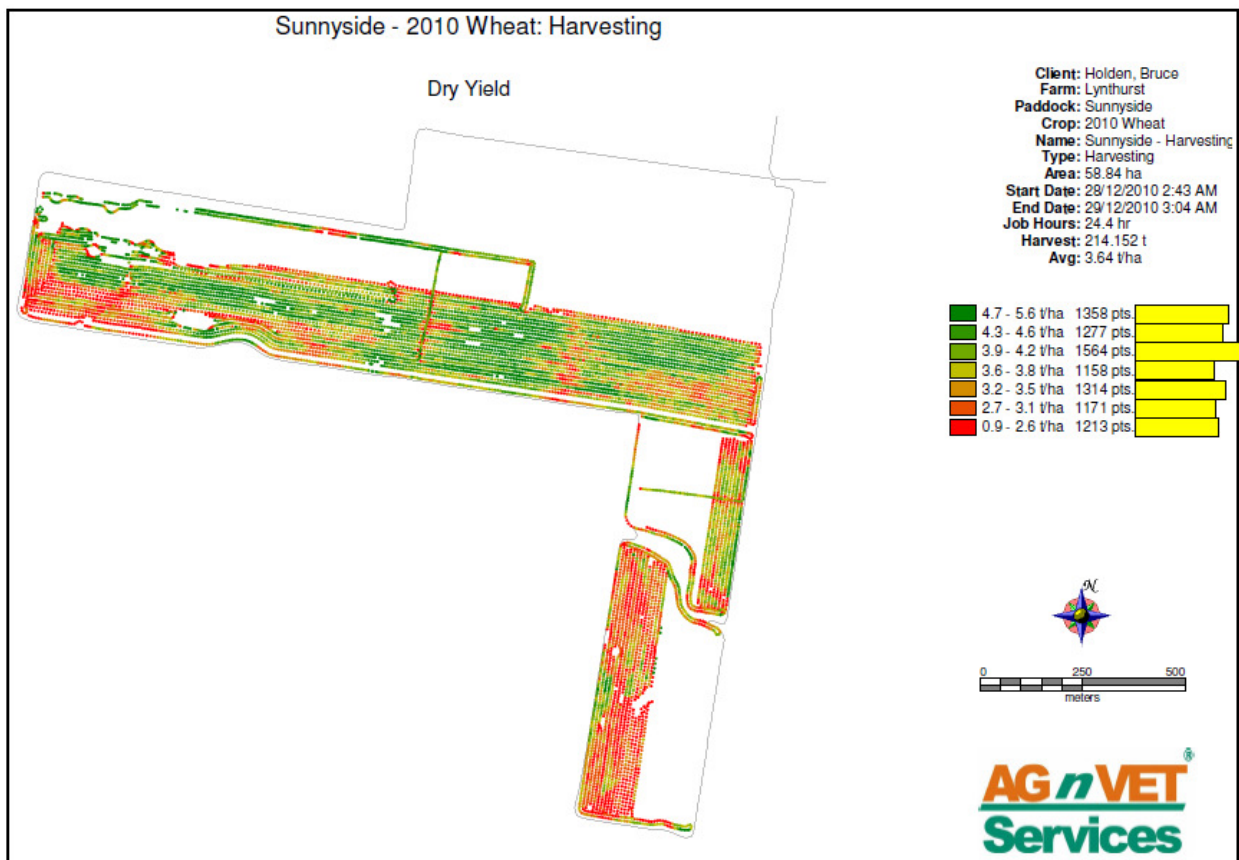 Sunnyside - 2010 Wheat: Harvesting
Dry Yield
Client: Holden, Bruce
Farm: Lynthurst
Paddock: Sunnyside
Crop: 2010 Wheat
Name: Sunnyside - Harvesting
Type: Harvesting
Area: 58.84 ha
Start Date: 28/12/2010 2:43 AM
End Date: 29/12/2010 3:04 AM
Job Hours: 24.4 hr
Harvest: 214.152 t
Avg: 3.64 t/ha
4.7 - 5.6 t/ha 1358 pts.
4.3 - 4.6 t/ha 1277 pts.
3.9 - 4.2 t/ha 1564 pts.
3.6 - 3.8 t/ha 1158 pts.
3.2 - 3.5 t/ha 1314 pts.
2.7 - 3.1 t/ha 1171 pts.
0.9 - 2.6 t/ha 1213 pts.
N
0 250 500
meters
AG n VET ®
Services